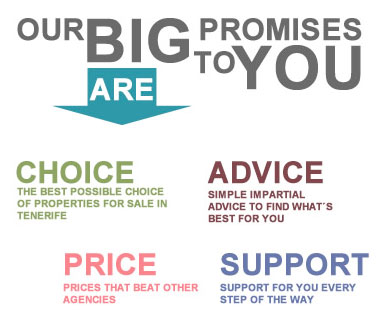 OUR BIG PROMISES
ARE TO YOU
CHOICE
THE BEST POSSIBLE CHOICE
OF PROPERTIES FOR SALE IN
TENERIFE
ADVICE
SIMPLE IMPARTIAL
ADVICE TO FIND WHAT´S
BEST FOR YOU
PRICE
PRICES THAT BEAT OTHER
AGENCIES
SUPPORT
SUPPORT FOR YOU EVERY
STEP OF THE WAY